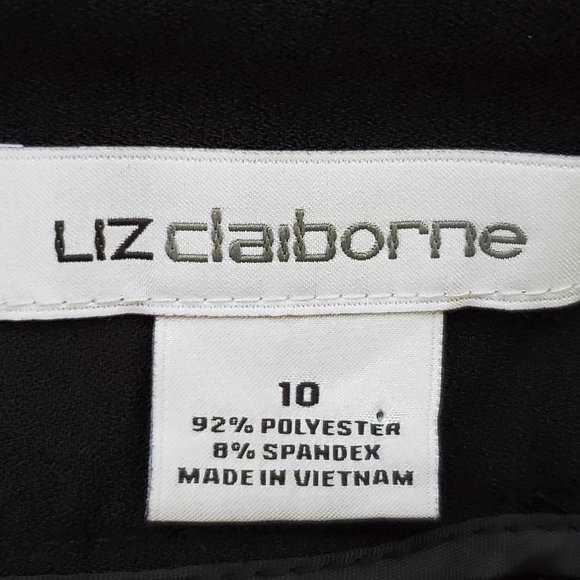 LIZ claiborne
10
92% POLYESTER
8% SPANDEX
MADE IN VIETNAM